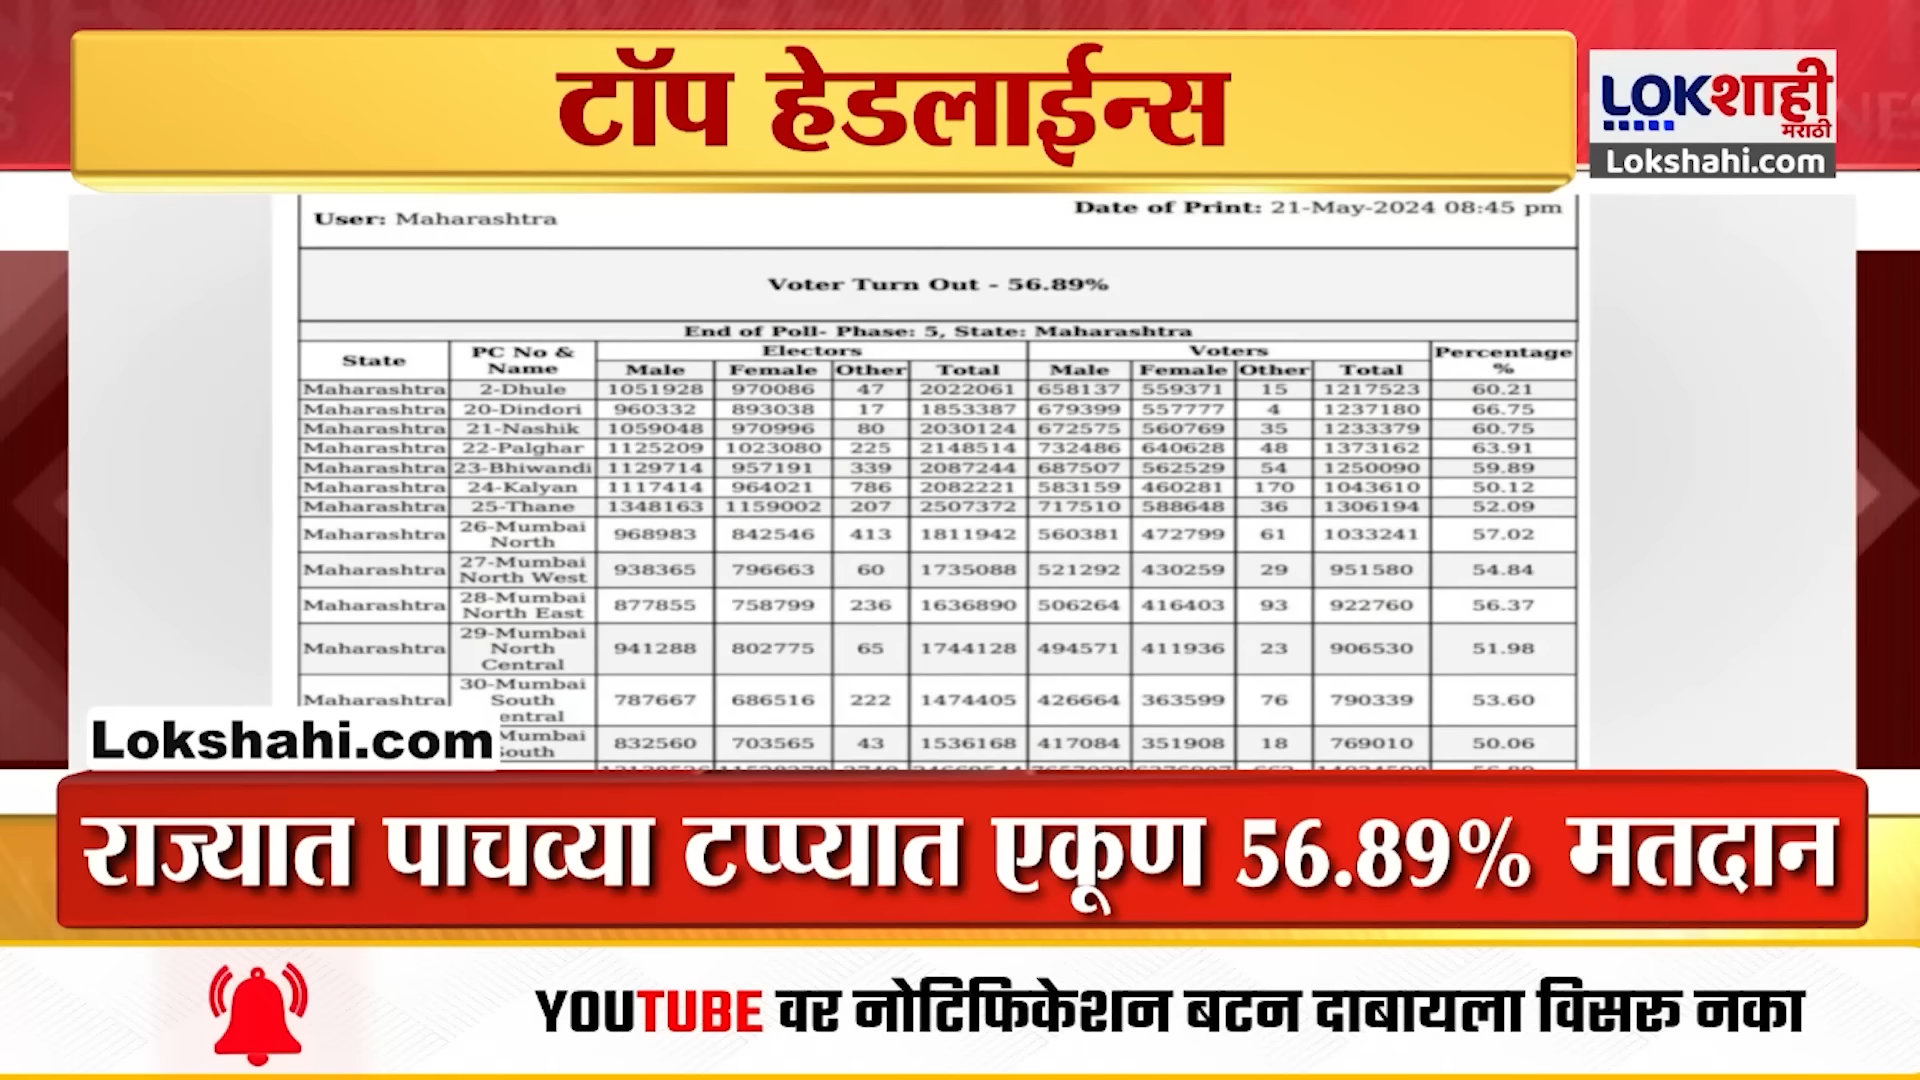 टॉप हेडलाईन्स
LOKशाही
मराठी
Lokshahi.com
User: Maharashtra
Date of Print: 21-May-2024 08:45 pm
Voter Turn Out - 56.89%
End of Poll- Phase: 5, State: Maharashtra
State PC No & Name Electors Voters Percentage %
Male Female Other Total Male Female Other Total
Maharashtra 2-Dhule 1051928 970086 47 2022061 658137 559371 15 1217523 60.21
Maharashtra 20-Dindori 960332 893038 17 1853387 679399 557777 4 1237180 66.75
Maharashtra 21-Nashik 1059048 970996 80 2030124 672575 560769 35 1233379 60.75
Maharashtra 22-Palghar 1125209 1023080 225 2148514 732486 640628 48 1373162 63.91
Maharashtra 23-Bhiwandi 1129714 957191 339 2087244 687507 562529 54 1250090 59.89
Maharashtra 24-Kalyan 1117414 964021 786 2082221 583159 460281 170 1043610 50.12
Maharashtra 25-Thane 1348163 1159002 207 2507372 717510 588648 36 1306194 52.09
Maharashtra 26-Mumbai North 968983 842546 413 1811942 560381 472799 61 1033241 57.02
Maharashtra 27-Mumbai North West 938365 796663 60 1735088 521292 430259 29 951580 54.84
Maharashtra 28-Mumbai North East 877855 758799 236 1636890 506264 416403 93 922760 56.37
Maharashtra 29-Mumbai North Central 941288 802775 65 1744128 494571 411936 23 906530 51.98
Maharashtra 30-Mumbai South entral 787667 686516 222 1474405 426664 363599 76 790339 53.60
Mumbai South 832560 703565 43 1536168 417084 351908 18 769010 50.06
Lokshahi.com
राज्यात पाचव्या टप्प्यात एकूण 56.89% मतदान
YOUTUBE वर नोटिफिकेशन बटन दाबायला विसरू नका